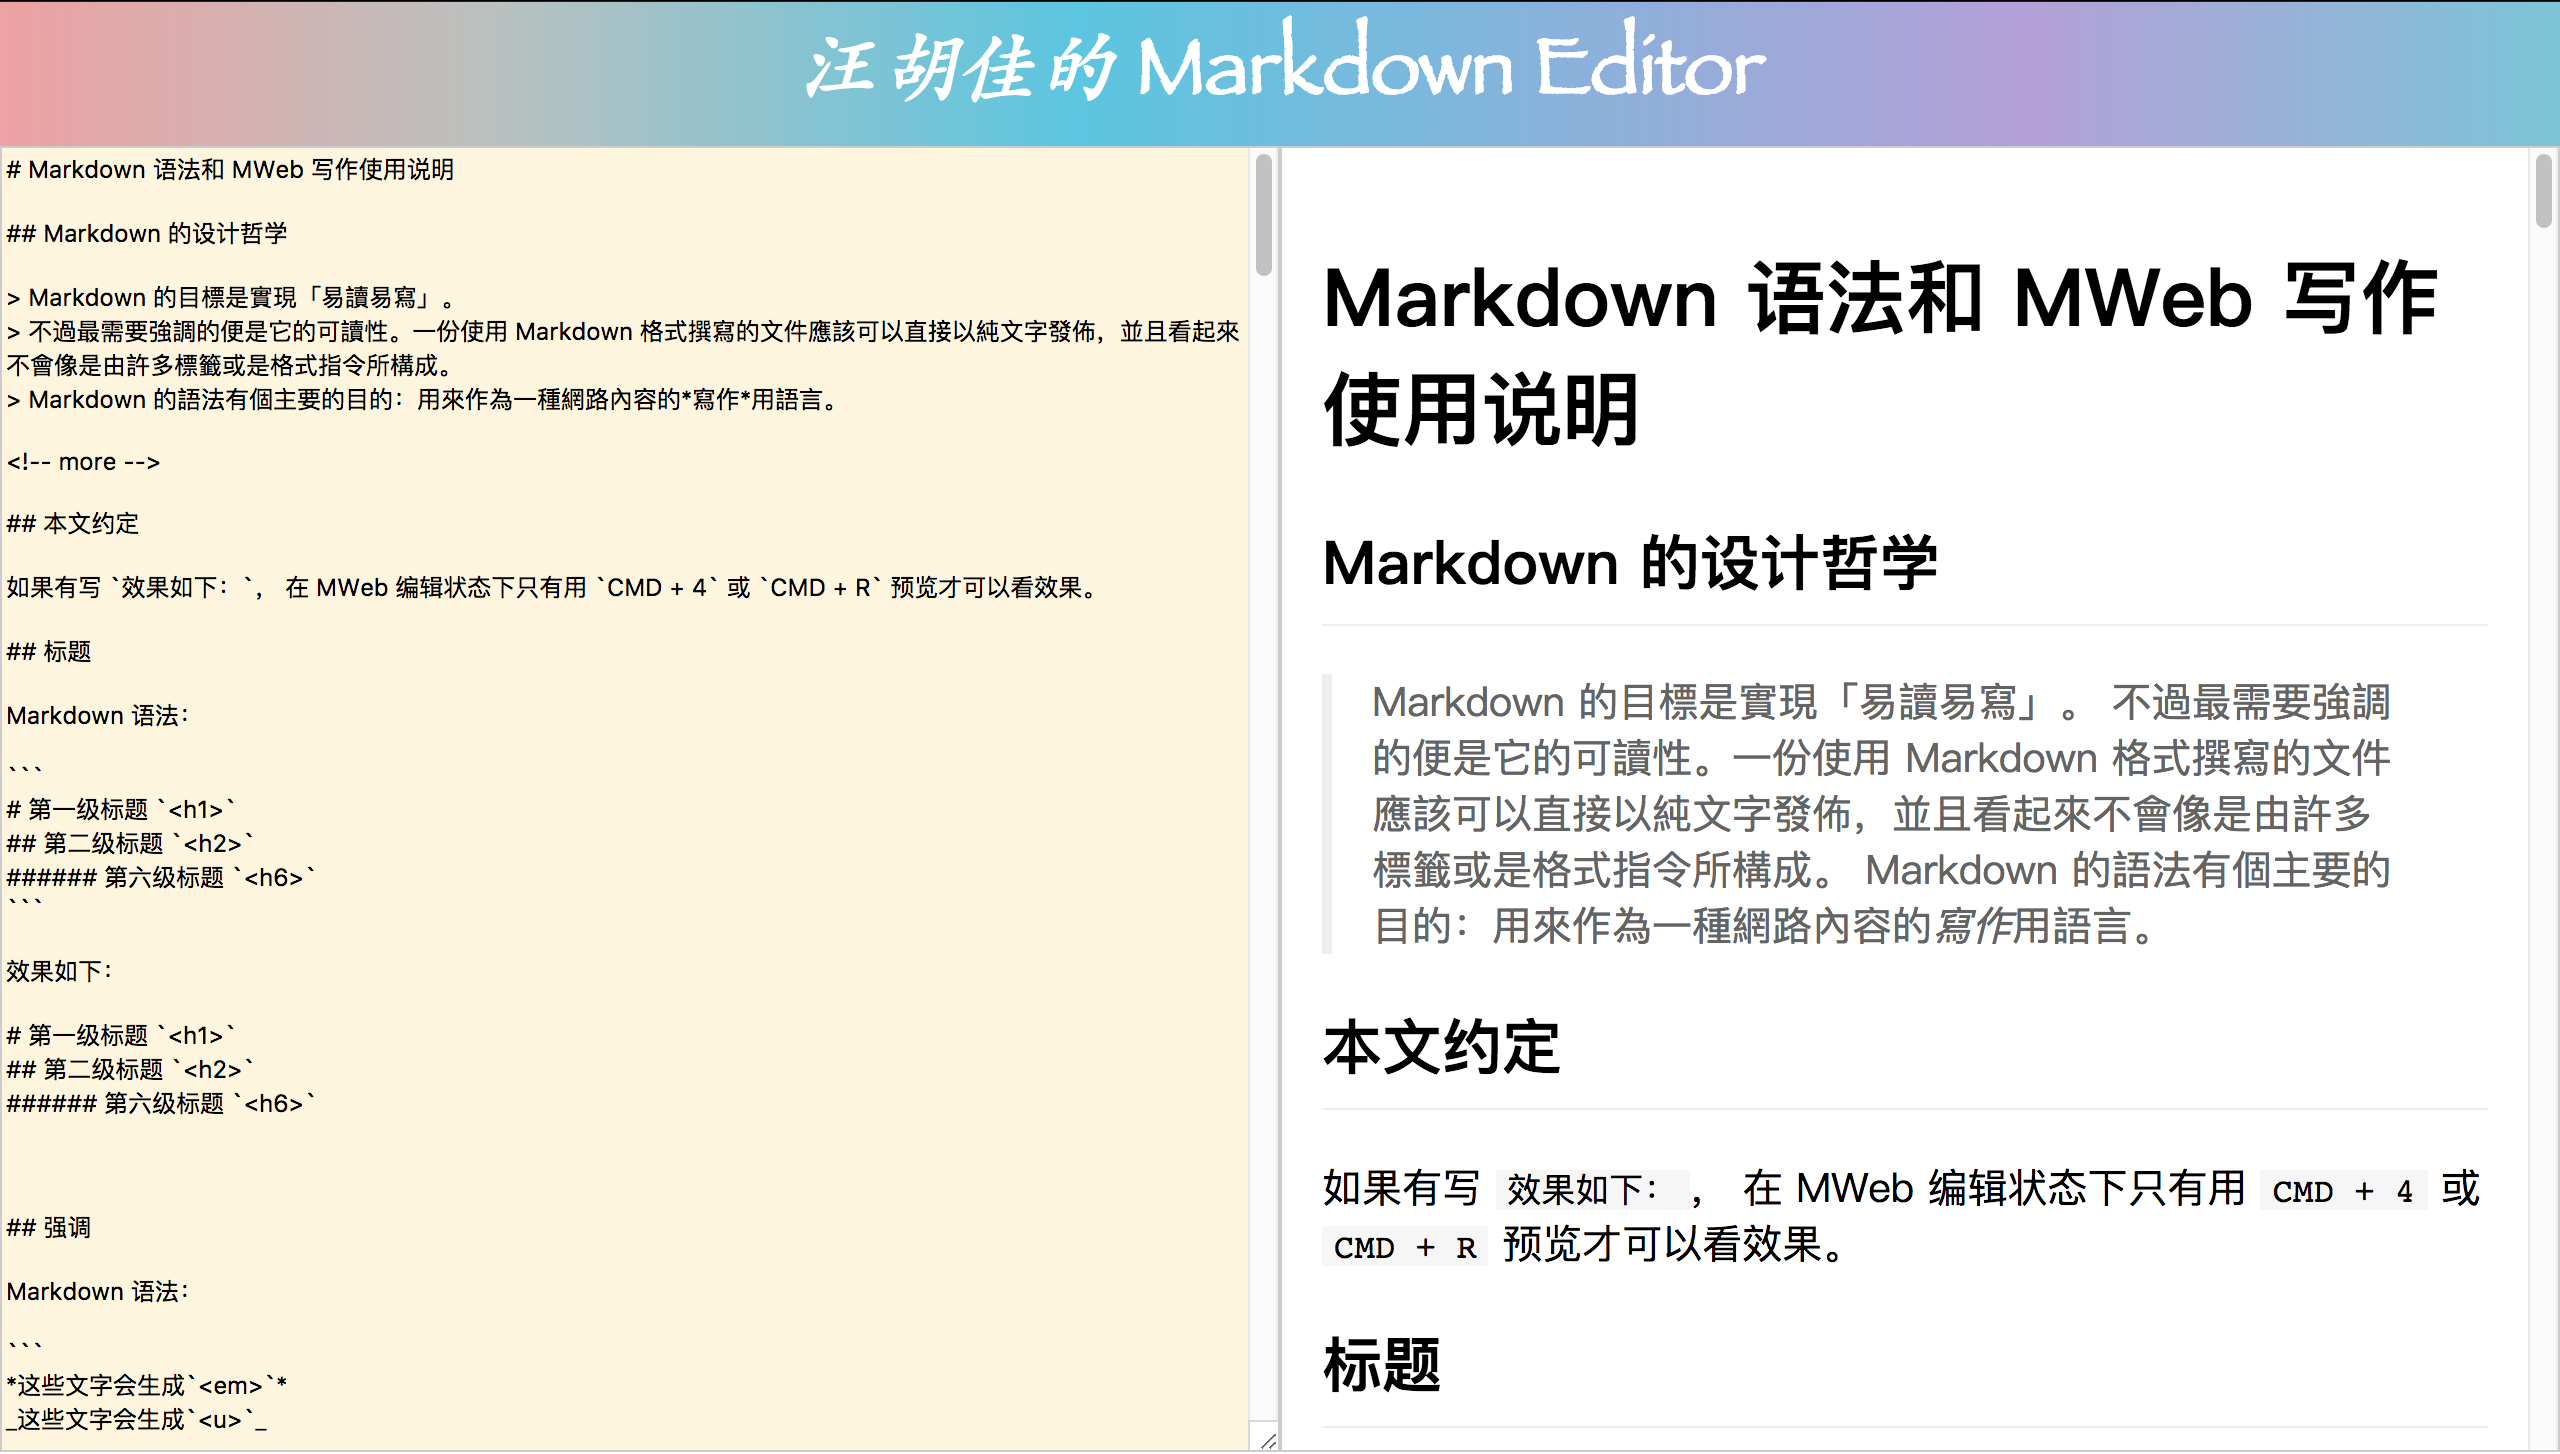 汪胡佳的 Markdown Editor
# Markdown 语法和 MWeb 写作使用说明
## Markdown 的设计哲学
> Markdown 的目標是實現「易讀易寫」。
> 不過最需要強調的便是它的可讀性。一份使用 Markdown 格式撰寫的文件應該可以直接以純文字發佈，並且看起來
不會像是由許多標籤或是格式指令所構成。
> Markdown 的語法有個主要的目的：用來作為一種網路內容的*寫作*用語言。
<!-- more -->
## 本文约定
如果有写 `效果如下：`， 在 MWeb 编辑状态下只有用 `CMD + 4` 或 `CMD + R` 预览才可以看效果。
## 标题
Markdown 语法：
```
# 第一级标题 `<h1>`
## 第二级标题 `<h2>`
###### 第六级标题 `<h6>`
```
效果如下：
# 第一级标题 `<h1>`
## 第二级标题 `<h2>`
###### 第六级标题 `<h6>`
## 强调
Markdown 语法：
```
*这些文字会生成`<em>`*
_这些文字会生成`<u>`_
Markdown 语法和 MWeb 写作
使用说明
Markdown 的设计哲学
Markdown 的目標是實現「易讀易寫」。 不過最需要強調
的便是它的可讀性。一份使用 Markdown 格式撰寫的文件
應該可以直接以純文字發佈，並且看起來不會像是由許多
標籤或是格式指令所構成。 Markdown 的語法有個主要的
目的：用來作為一種網路內容的寫作用語言。
本文约定
如果有写 效果如下： ， 在 MWeb 编辑状态下只有用 CMD + 4 或
CMD + R 预览才可以看效果。
标题